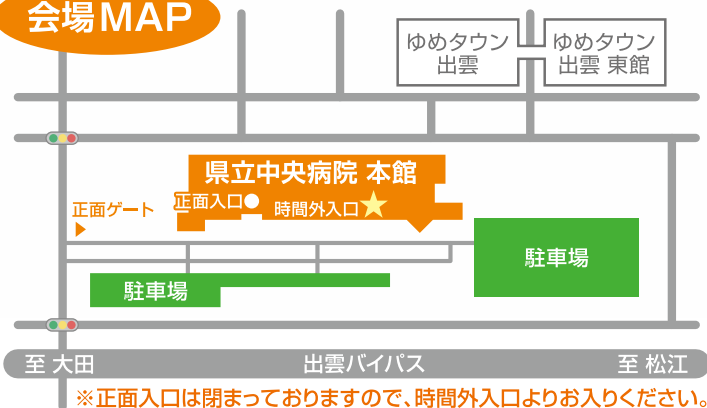 会場MAP
ゆめタウン
出雲
ゆめタウン
出雲 東館
県立中央病院 本館
正面入口
時間外入口
正面ゲート
駐車場
駐車場
至 大田
出雲バイパス
至 松江
※正面入口は閉まっておりますので、時間外入口よりお入りください。